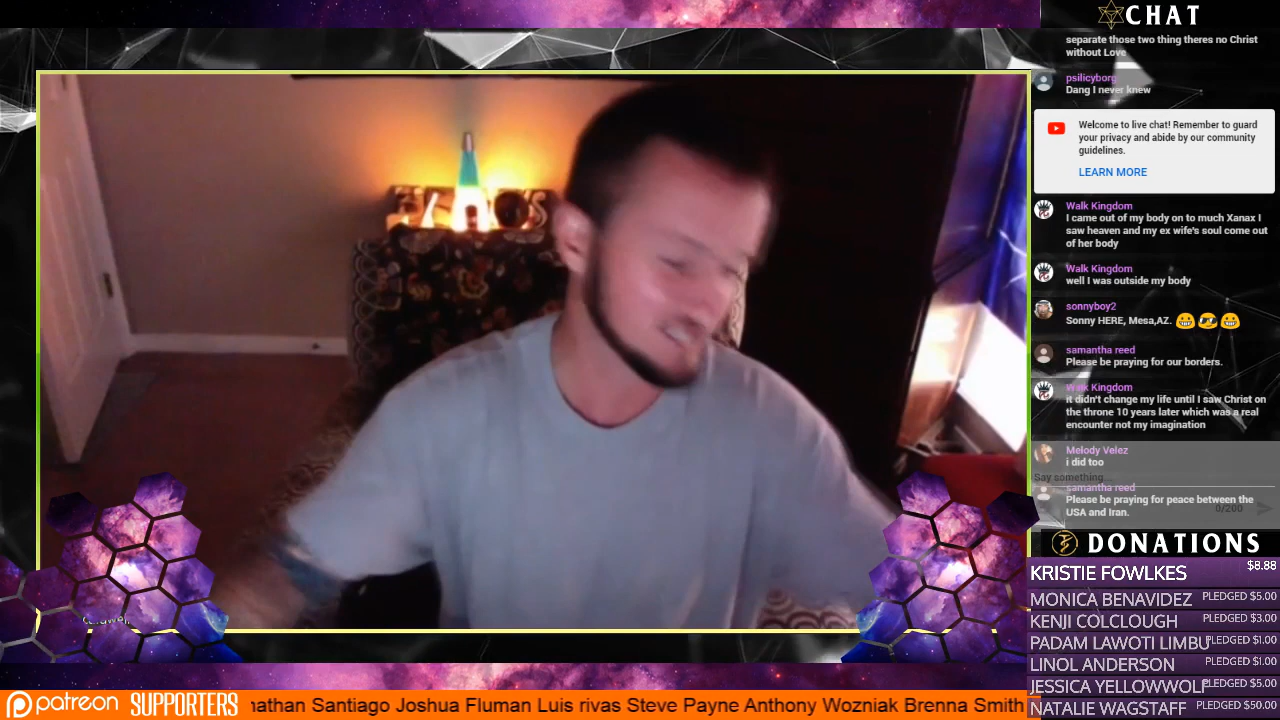 CHAT
separate those two thing theres no Christ
without Love
psilicyborg
Dang I never knew
Welcome to live chat! Remember to guard
your privacy and abide by our community
guidelines.
LEARN MORE
Walk Kingdom
I came out of my body on to much Xanax I
saw heaven and my ex wife's soul come out
of her body
Walk Kingdom
well I was outside my body
sonnyboy2
Sonny HERE, Mesa,AZ.
samantha reed
Please be praying for our borders.
Walk Kingdom
it didn't change my life until I saw Christ on
the throne 10 years later which was a real
encounter not my imagination
Melody Velez
i did too
Say something...
samantha reed
Please be praying for peace between the
USA and Iran.
0/200
DONATIONS
KRISTIE FOWLKES $8.88
MONICA BENAVIDEZ PLEDGED $5.00
KENJI COLCLOUGH PLEDGED $3.00
PADAM LAWOTI LIMBU PLEDGED $1.00
LINOL ANDERSON PLEDGED $1.00
JESSICA YELLOWWOLF PLEDGED $5.00
NATALIE WAGSTAFF PLEDGED $50.00
patreon SUPPORTERS nathan Santiago Joshua Fluman Luis rivas Steve Payne Anthony Wozniak Brenna Smith